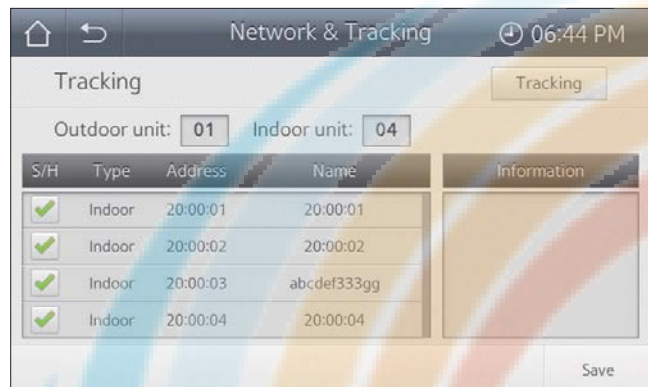 Network & Tracking 06:44 PM
Tracking Tracking
Outdoor unit: 01 Indoor unit: 04
S/H Type Address Name Information
Indoor 20:00:01 20:00:01
Indoor 20:00:02 20:00:02
Indoor 20:00:03 abcdef333gg
Indoor 20:00:04 20:00:04
Save